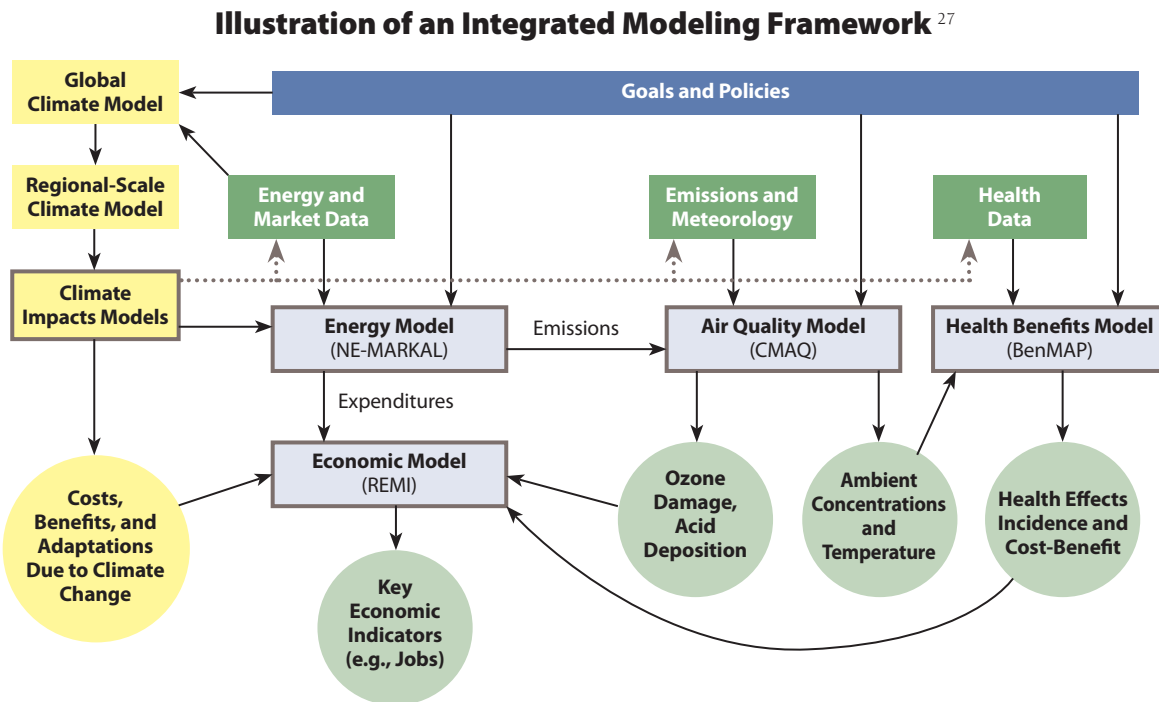 Illustration of an Integrated Modeling Framework 27
Global
Climate Model
Goals and Policies
Regional-Scale
Climate Model
Energy and
Market Data
Emissions and
Meteorology
Health
Data
Climate
Impacts Models
Energy Model
(NE-MARKAL)
Emissions
Air Quality Model
(CMAQ)
Health Benefits Model
(BenMAP)
Expenditures
Economic Model
(REMI)
Costs,
Benefits, and
Adaptations
Due to Climate
Change
Ozone
Damage,
Acid
Deposition
Ambient
Concentrations
and
Temperature
Health Effects
Incidence and
Cost-Benefit
Key
Economic
Indicators
(e.g., Jobs)